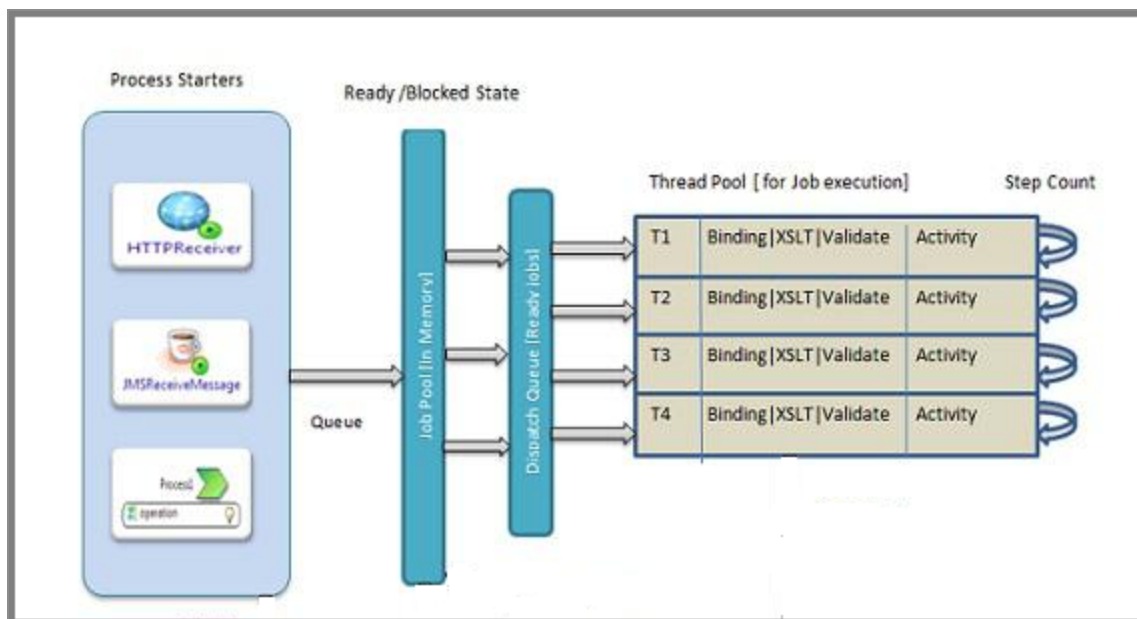 Process Starters
Ready /Blocked State
HTTPReceiver
JMSReceiveMessage
Process1
operation
Queue
Job Pool [In Memory]
Dispatch Queue [Ready Jobs]
Thread Pool [ for Job execution]
Step Count
T1 Binding|XSLT|Validate Activity
T2 Binding|XSLT|Validate Activity
T3 Binding|XSLT|Validate Activity
T4 Binding|XSLT|Validate Activity